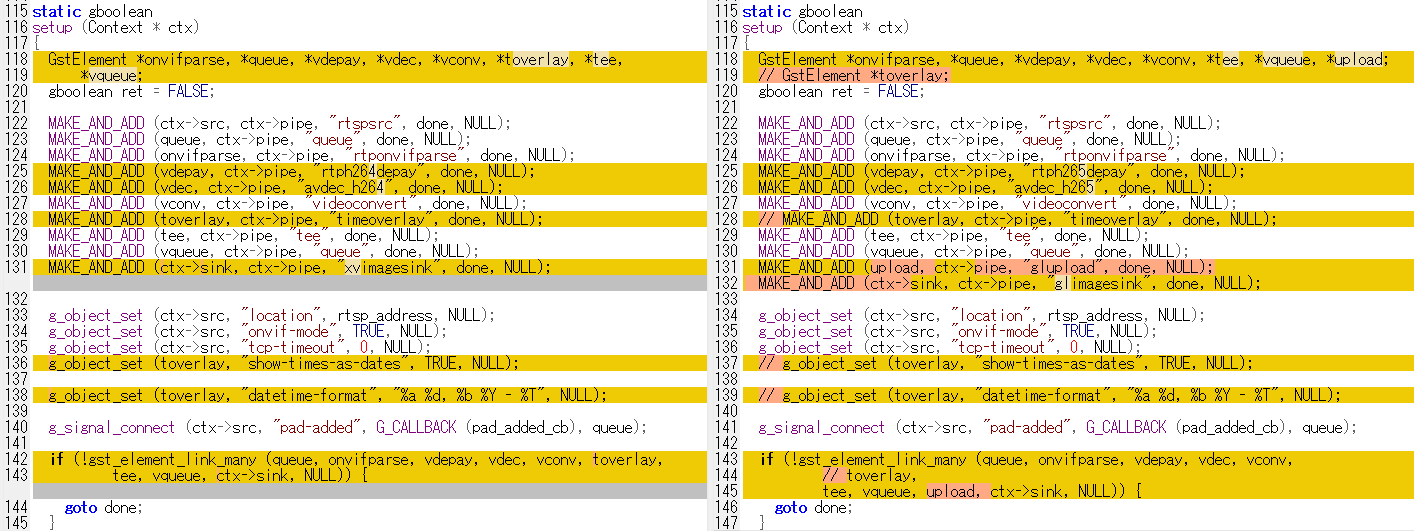 115 static gboolean
116 setup (Context * ctx)
117 {
118   GstElement *onvifparse, *queue, *vdepay, *vdec, *vconv, *toverlay, *tee,
119       *vqueue;
120   gboolean ret = FALSE;
121
122   MAKE_AND_ADD (ctx->src, ctx->pipe, "rtspsrc", done, NULL);
123   MAKE_AND_ADD (queue, ctx->pipe, "queue", done, NULL);
124   MAKE_AND_ADD (onvifparse, ctx->pipe, "rtponvifparse", done, NULL);
125   MAKE_AND_ADD (vdepay, ctx->pipe, "rtph264depay", done, NULL);
126   MAKE_AND_ADD (vdec, ctx->pipe, "avdec_h264", done, NULL);
127   MAKE_AND_ADD (vconv, ctx->pipe, "videoconvert", done, NULL);
128   MAKE_AND_ADD (toverlay, ctx->pipe, "timeoverlay", done, NULL);
129   MAKE_AND_ADD (tee, ctx->pipe, "tee", done, NULL);
130   MAKE_AND_ADD (vqueue, ctx->pipe, "queue", done, NULL);
131   MAKE_AND_ADD (ctx->sink, ctx->pipe, "xvimagesink", done, NULL);
132
133   g_object_set (ctx->src, "location", rtsp_address, NULL);
134   g_object_set (ctx->src, "onvif-mode", TRUE, NULL);
135   g_object_set (ctx->src, "tcp-timeout", 0, NULL);
136   g_object_set (toverlay, "show-times-as-dates", TRUE, NULL);
137
138   g_object_set (toverlay, "datetime-format", "%a %d, %b %Y - %T", NULL);
139
140   g_signal_connect (ctx->src, "pad-added", G_CALLBACK (pad_added_cb), queue);
141
142   if (!gst_element_link_many (queue, onvifparse, vdepay, vdec, vconv, toverlay,
143           tee, vqueue, ctx->sink, NULL)) {
144     goto done;
145   }
115 static gboolean
116 setup (Context * ctx)
117 {
118   GstElement *onvifparse, *queue, *vdepay, *vdec, *vconv, *tee, *vqueue, *upload;
119   // GstElement *toverlay;
120   gboolean ret = FALSE;
121
122   MAKE_AND_ADD (ctx->src, ctx->pipe, "rtspsrc", done, NULL);
123   MAKE_AND_ADD (queue, ctx->pipe, "queue", done, NULL);
124   MAKE_AND_ADD (onvifparse, ctx->pipe, "rtponvifparse", done, NULL);
125   MAKE_AND_ADD (vdepay, ctx->pipe, "rtph265depay", done, NULL);
126   MAKE_AND_ADD (vdec, ctx->pipe, "avdec_h265", done, NULL);
127   MAKE_AND_ADD (vconv, ctx->pipe, "videoconvert", done, NULL);
128   // MAKE_AND_ADD (toverlay, ctx->pipe, "timeoverlay", done, NULL);
129   MAKE_AND_ADD (tee, ctx->pipe, "tee", done, NULL);
130   MAKE_AND_ADD (vqueue, ctx->pipe, "queue", done, NULL);
131   MAKE_AND_ADD (upload, ctx->pipe, "glupload", done, NULL);
132   MAKE_AND_ADD (ctx->sink, ctx->pipe, "glimagesink", done, NULL);
133
134   g_object_set (ctx->src, "location", rtsp_address, NULL);
135   g_object_set (ctx->src, "onvif-mode", TRUE, NULL);
136   g_object_set (ctx->src, "tcp-timeout", 0, NULL);
137   // g_object_set (toverlay, "show-times-as-dates", TRUE, NULL);
138
139   // g_object_set (toverlay, "datetime-format", "%a %d, %b %Y - %T", NULL);
140
141   g_signal_connect (ctx->src, "pad-added", G_CALLBACK (pad_added_cb), queue);
142
143   if (!gst_element_link_many (queue, onvifparse, vdepay, vdec, vconv,
144           // toverlay,
145           tee, vqueue, upload, ctx->sink, NULL)) {
146     goto done;
147   }